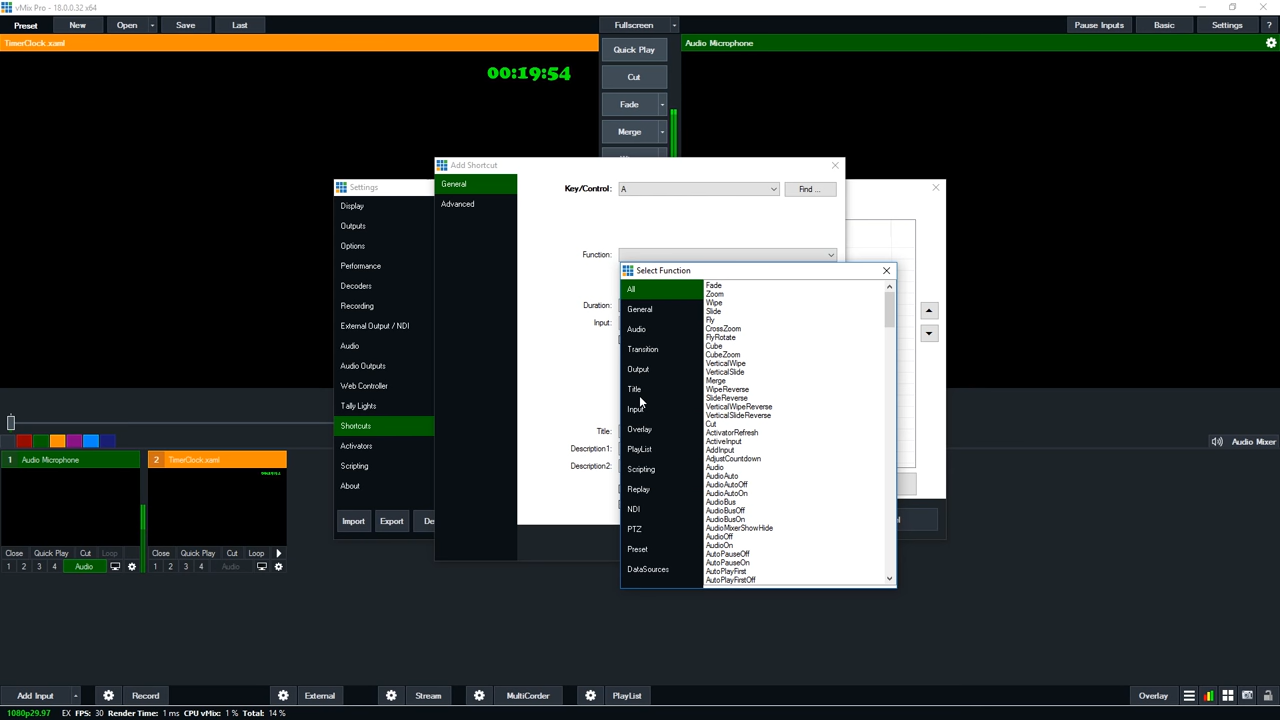 vMix Pro - 18.0.0.32 x64
Preset New Open Save Last Fullscreen Pause Inputs Basic Settings ?
TimerClock.xaml
Audio Microphone
00:19:54
Quick Play
Cut
Fade
Merge
Add Shortcut
General
Advanced
Key/Control: A Find ...
Function:
Duration:
Input:
Title:
Description1:
Description2:
Settings
Display
Outputs
Options
Performance
Decoders
Recording
External Output / NDI
Audio
Audio Outputs
Web Controller
Tally Lights
Shortcuts
Activators
Scripting
About
Import Export De
Select Function
All
General
Audio
Transition
Output
Title
Input
Overlay
PlayList
Scripting
Replay
NDI
PTZ
Preset
DataSources
Fade
Zoom
Wipe
Slide
Fly
CrossZoom
FlyRotate
Cube
CubeZoom
VerticalWipe
VerticalSlide
Merge
WipeReverse
SlideReverse
VerticalWipeReverse
VerticalSlideReverse
Cut
ActivatorRefresh
ActiveInput
AddInput
AdjustCountdown
Audio
AudioAuto
AudioAutoOff
AudioAutoOn
AudioBus
AudioBusOff
AudioBusOn
AudioMixerShowHide
AudioOff
AudioOn
AutoPauseOff
AutoPauseOn
AutoPlayFirst
AutoPlayFirstOff
Audio Mixer
1 Audio Microphone
2 TimerClock.xaml
Close Quick Play Cut Loop
1 2 3 4 Audio
Close Quick Play Cut Loop
1 2 3 4 Audio
Add Input Record External Stream MultiCorder PlayList Overlay
1080p29.97 EX FPS: 30 Render Time: 1 ms CPU vMix: 1 % Total: 14 %